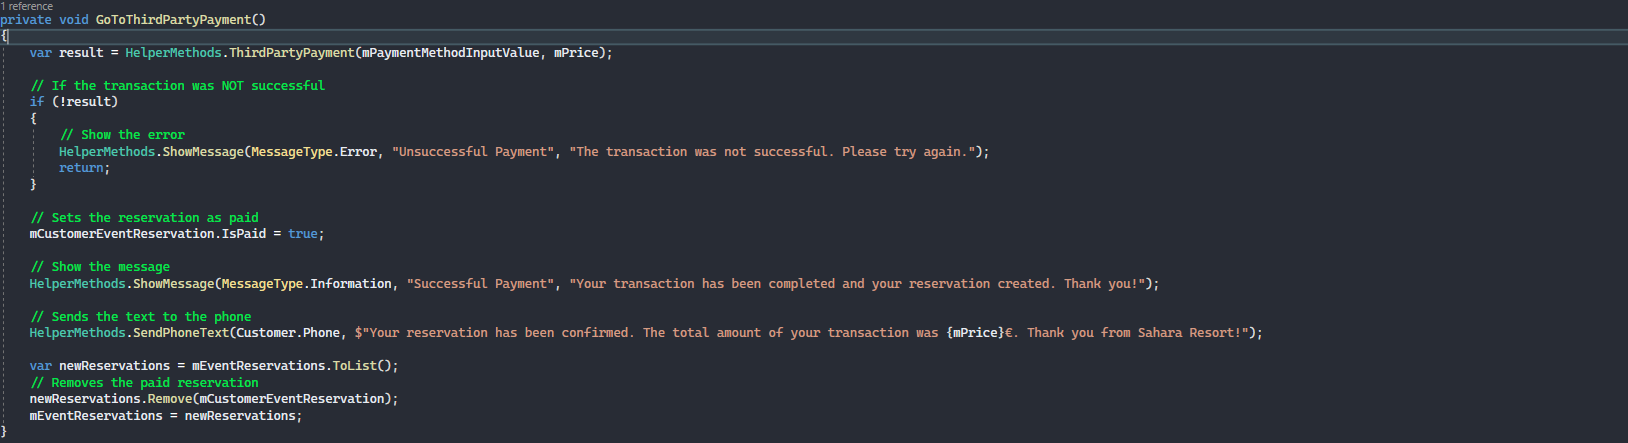 1 reference
private void GoToThirdPartyPayment()
{
var result = HelperMethods.ThirdPartyPayment(mPaymentMethodInputValue, mPrice);
// If the transaction was NOT successful
if (!result)
{
// Show the error
HelperMethods.ShowMessage(MessageType.Error, "Unsuccessful Payment", "The transaction was not successful. Please try again.");
return;
}
// Sets the reservation as paid
mCustomerEventReservation.IsPaid = true;
// Show the message
HelperMethods.ShowMessage(MessageType.Information, "Successful Payment", "Your transaction has been completed and your reservation created. Thank you!");
// Sends the text to the phone
HelperMethods.SendPhoneText(Customer.Phone, $"Your reservation has been confirmed. The total amount of your transaction was {mPrice}€. Thank you from Sahara Resort!");
var newReservations = mEventReservations.ToList();
// Removes the paid reservation
newReservations.Remove(mCustomerEventReservation);
mEventReservations = newReservations;
}